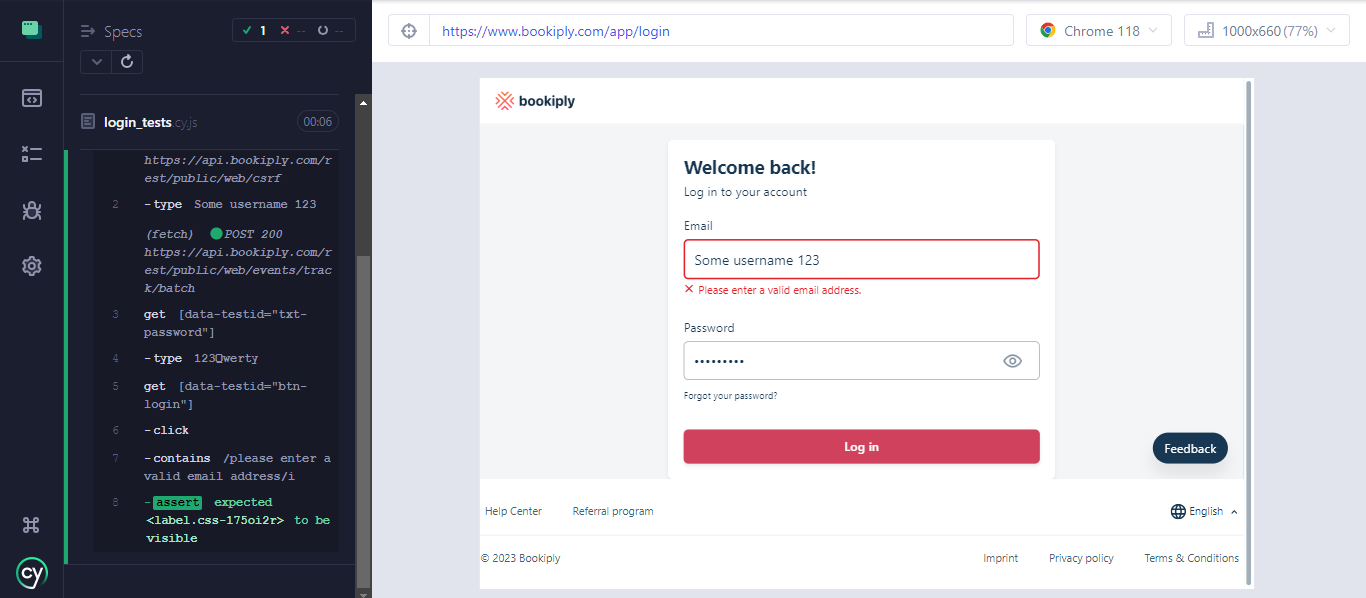 Specs
1
--
--
login_tests.cy.js
00:06
https://api.bookiply.com/r
est/public/web/csrf
2 -type Some username 123
(fetch) POST 200
https://api.bookiply.com/r
est/public/web/events/trac
k/batch
3 get [data-testid="txt-
password"]
4 -type 123Qwerty
5 get [data-testid="btn-
login"]
6 -click
7 -contains /please enter a
valid email address/i
8 -assert expected
<label.css-175oi2r> to be
visible
cy
https://www.bookiply.com/app/login
Chrome 118
1000x660 (77%)
bookiply
Welcome back!
Log in to your account
Email
Some username 123
Please enter a valid email address.
Password
•••••••••
Forgot your password?
Log in
Feedback
Help Center
Referral program
English
© 2023 Bookiply
Imprint
Privacy policy
Terms & Conditions